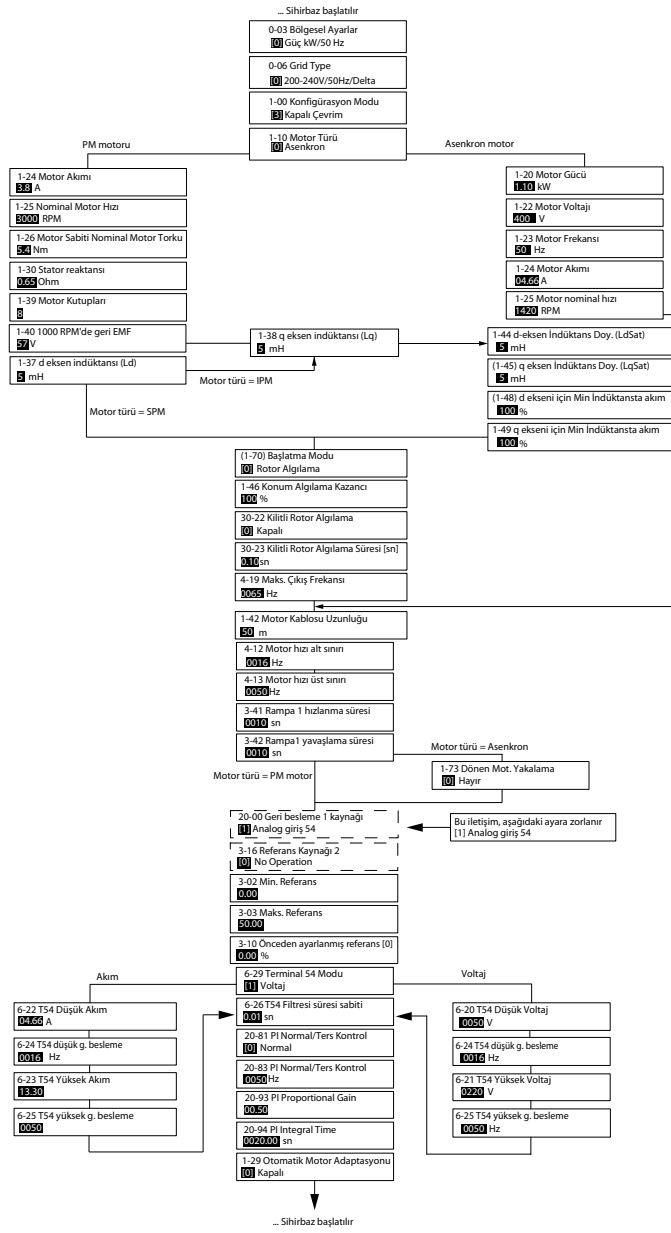 ... Sihirbaz başlatılır
0-03 Bölgesel Ayarlar
[0] Güç kW/50 Hz
0-06 Grid Type
[0] 200-240V/50Hz/Delta
1-00 Konfigürasyon Modu
[3] Kapalı Çevrim
1-10 Motor Türü
[0] Asenkron
PM motoru
Asenkron motor
1-24 Motor Akımı
3.8 A
1-25 Nominal Motor Hızı
3000 RPM
1-26 Motor Sabiti Nominal Motor Torku
5.4 Nm
1-30 Stator reaktansı
0.65 Ohm
1-39 Motor Kutupları
8
1-40 1000 RPM'de geri EMF
57 V
1-37 d eksen indüktansı (Ld)
5 mH
1-20 Motor Gücü
1.10 kW
1-22 Motor Voltajı
400 V
1-23 Motor Frekansı
50 Hz
1-24 Motor Akımı
04.66 A
1-25 Motor nominal hızı
1420 RPM
1-38 q eksen indüktansı (Lq)
5 mH
Motor türü = IPM
1-44 d-eksen İndüktans Doy. (LdSat)
5 mH
(1-45) q eksen İndüktans Doy. (LqSat)
5 mH
(1-48) d ekseni için Min İndüktansta akım
100 %
1-49 q ekseni için Min İndüktansta akım
100 %
Motor türü = SPM
(1-70) Başlatma Modu
[0] Rotor Algılama
1-46 Konum Algılama Kazancı
100 %
30-22 Kilitli Rotor Algılama
[0] Kapalı
30-23 Kilitli Rotor Algılama Süresi [sn]
0.10 sn
4-19 Maks. Çıkış Frekansı
0065 Hz
1-42 Motor Kablosu Uzunluğu
50 m
4-12 Motor hızı alt sınırı
0016 Hz
4-13 Motor hızı üst sınırı
0050 Hz
3-41 Rampa 1 hızlanma süresi
0010 sn
3-42 Rampa1 yavaşlama süresi
0010 sn
Motor türü = Asenkron
1-73 Dönen Mot. Yakalama
[0] Hayır
Motor türü = PM motor
20-00 Geri besleme 1 kaynağı
[1] Analog giriş 54
Bu iletişim, aşağıdaki ayara zorlanır
[1] Analog giriş 54
3-16 Referans Kaynağı 2
[0] No Operation
3-02 Min. Referans
0.00
3-03 Maks. Referans
50.00
3-10 Önceden ayarlanmış referans [0]
0.00 %
Akım
6-29 Terminal 54 Modu
[1] Voltaj
Voltaj
6-22 T54 Düşük Akım
04.66 A
6-24 T54 düşük g. besleme
0016 Hz
6-23 T54 Yüksek Akım
13.30
6-25 T54 yüksek g. besleme
0050
6-26 T54 Filtresi süresi sabiti
0.01 sn
20-81 PI Normal/Ters Kontrol
[0] Normal
20-83 PI Normal/Ters Kontrol
0050 Hz
20-93 PI Proportional Gain
00.50
20-94 PI Integral Time
0020.00 sn
1-29 Otomatik Motor Adaptasyonu
[0] Kapalı
6-20 T54 Düşük Voltaj
0050 V
6-24 T54 düşük g. besleme
0016 Hz
6-21 T54 Yüksek Voltaj
0220 V
6-25 T54 yüksek g. besleme
0050 Hz
... Sihirbaz başlatılır